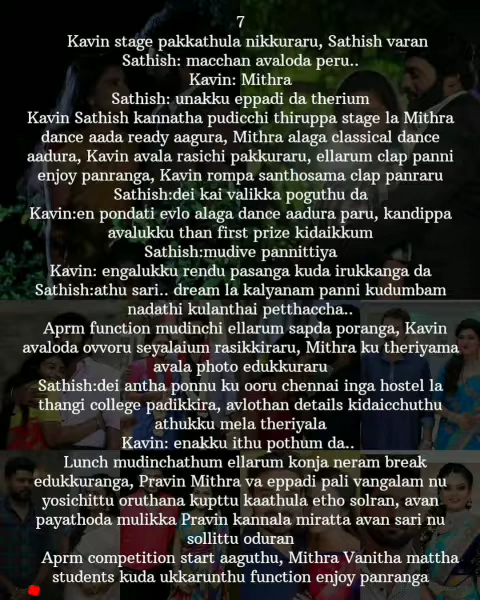 7
Kavin stage pakkathula nikkuraru, Sathish varan
Sathish: macchan avaloda peru..
Kavin: Mithra
Sathish: unakku eppadi da therium
Kavin Sathish kannatha pudicchi thiruppa stage la Mithra
dance aada ready aagura, Mithra alaga classical dance
aadura, Kavin avala rasichi pakkuraru, ellarum clap panni
enjoy panranga, Kavin rompa santhosama clap panraru
Sathish:dei kai valikka poguthu da
Kavin:en pondati evlo alaga dance aadura paru, kandippa
avalukku than first prize kidaikkum
Sathish:mudive pannittiya
Kavin: engalukku rendu pasanga kuda irukkanga da
Sathish:athu sari.. dream la kalyanam panni kudumbam
nadathi kulanthai petthaccha..
Aprm function mudinchi ellarum sapda poranga, Kavin
avaloda ovvoru seyalaium rasikkiraru, Mithra ku theriyama
avala photo edukkuraru
Sathish:dei antha ponnu ku ooru chennai inga hostel la
thangi college padikkira, avlothan details kidaicchuthu
athukku mela theriyala
Kavin: enakku ithu pothum da..
Lunch mudinchathum ellarum konja neram break
edukkuranga, Pravin Mithra va eppadi pali vangalam nu
yosichittu oruthana kupttu kaathula etho solran, avan
payathoda mulikka Pravin kannala miratta avan sari nu
sollittu oduran
Aprm competition start aaguthu, Mithra Vanitha mattha
students kuda ukkarunthu function enjoy panranga